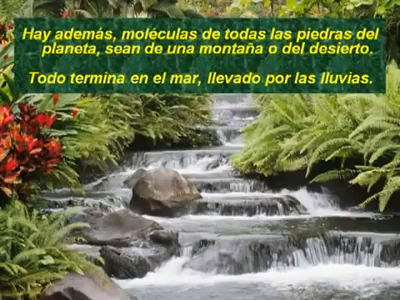 Hay además, moléculas de todas las piedras del
planeta, sean de una montaña o del desierto.
Todo termina en el mar, llevado por las lluvias.